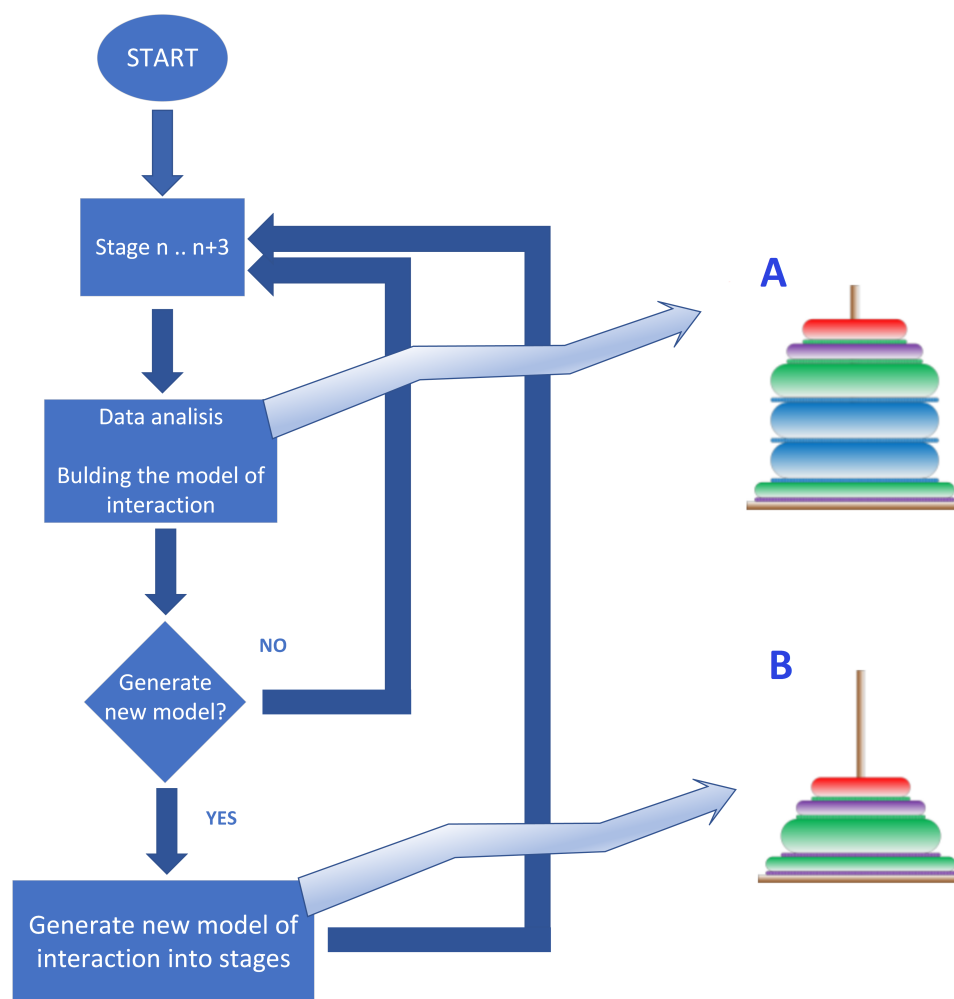 START
Stage n .. n+3
A
Data analisis
Bulding the model of
interaction
NO
Generate
new model?
B
YES
Generate new model of
interaction into stages